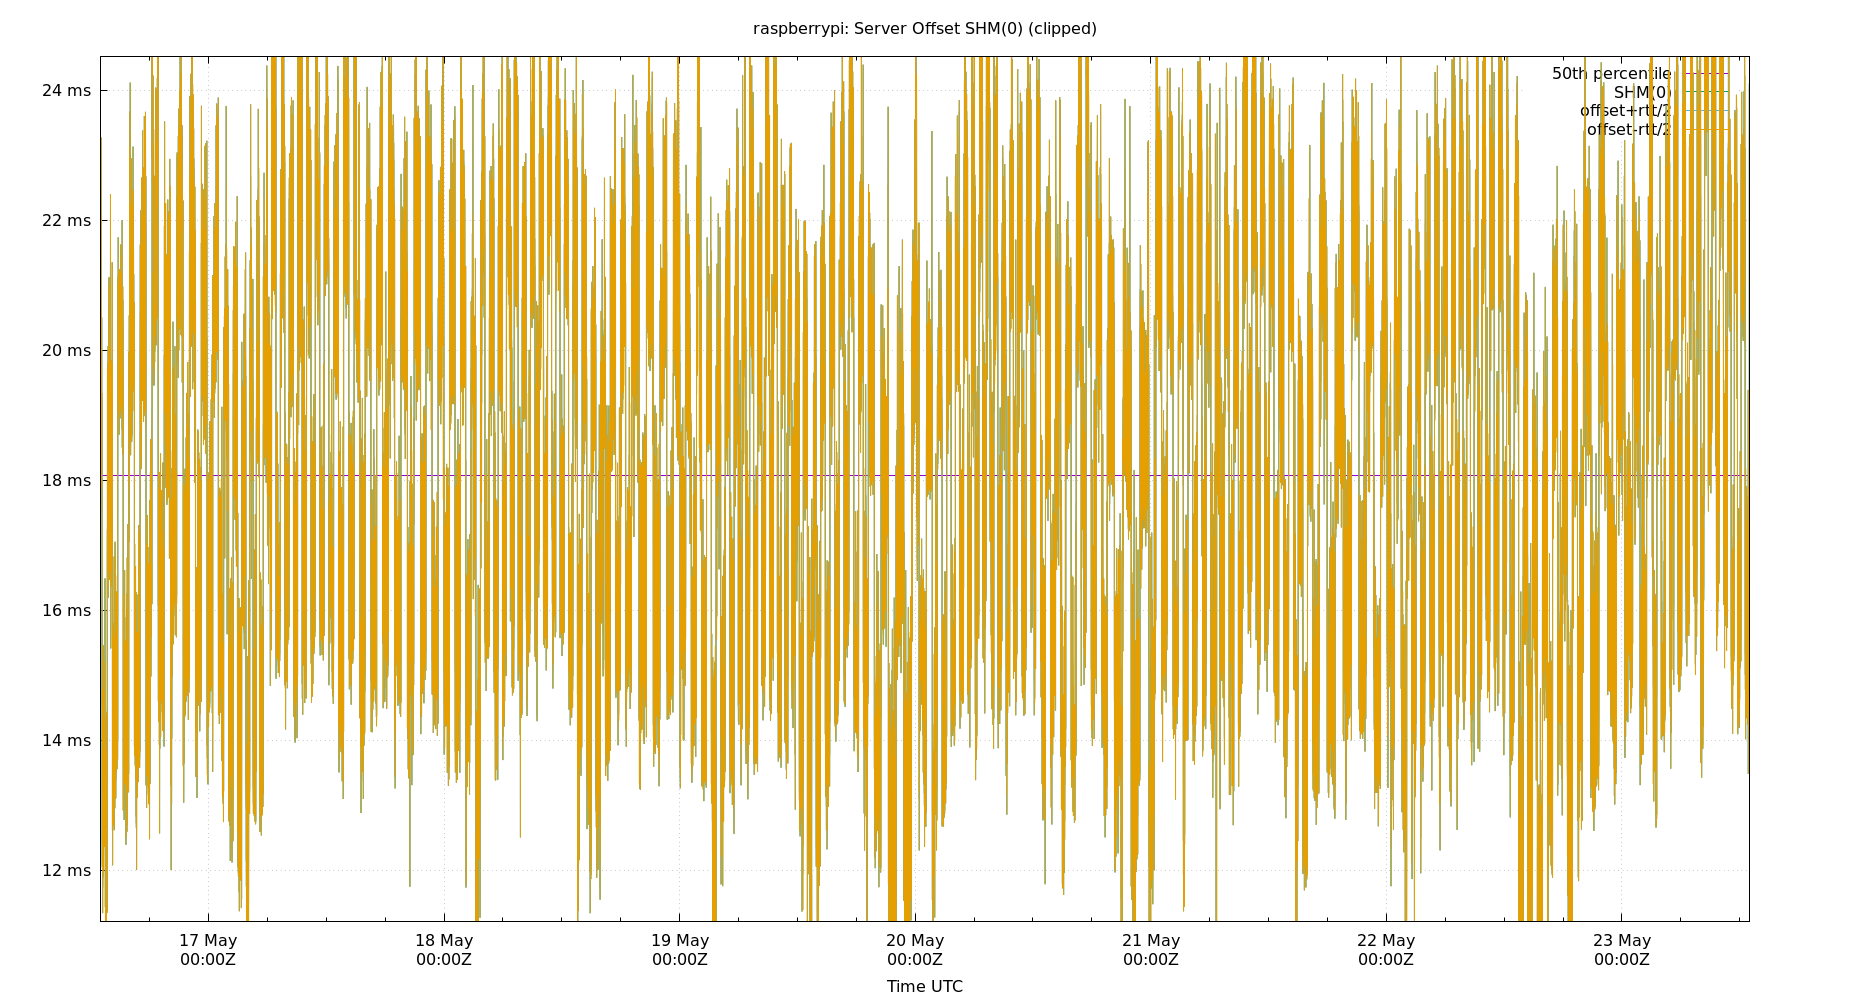 raspberrypi: Server Offset SHM(0) (clipped)
50th percentile
SHM(0)
offset+rtt/2
offset-rtt/2
24 ms
22 ms
20 ms
18 ms
16 ms
14 ms
12 ms
17 May 18 May 19 May 20 May 21 May 22 May 23 May
00:00Z 00:00Z 00:00Z 00:00Z 00:00Z 00:00Z 00:00Z
Time UTC